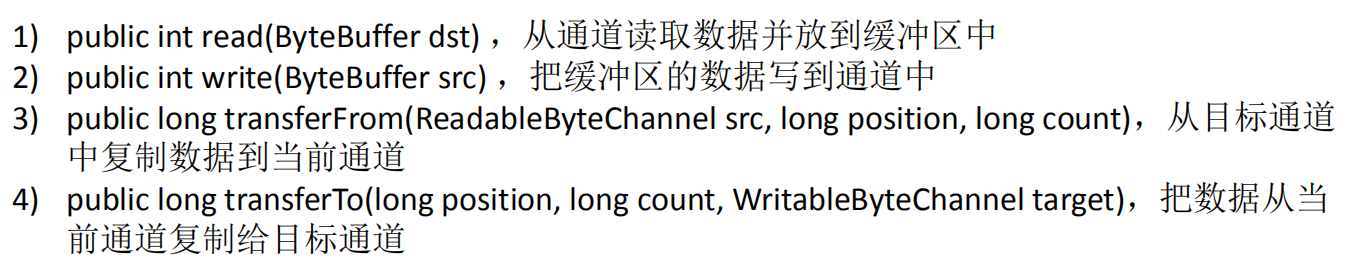 1) public int read(ByteBuffer dst) ，从通道读取数据并放到缓冲区中
2) public int write(ByteBuffer src) ，把缓冲区的数据写到通道中
3) public long transferFrom(ReadableByteChannel src, long position, long count)，从目标通道
中复制数据到当前通道
4) public long transferTo(long position, long count, WritableByteChannel target)，把数据从当
前通道复制给目标通道